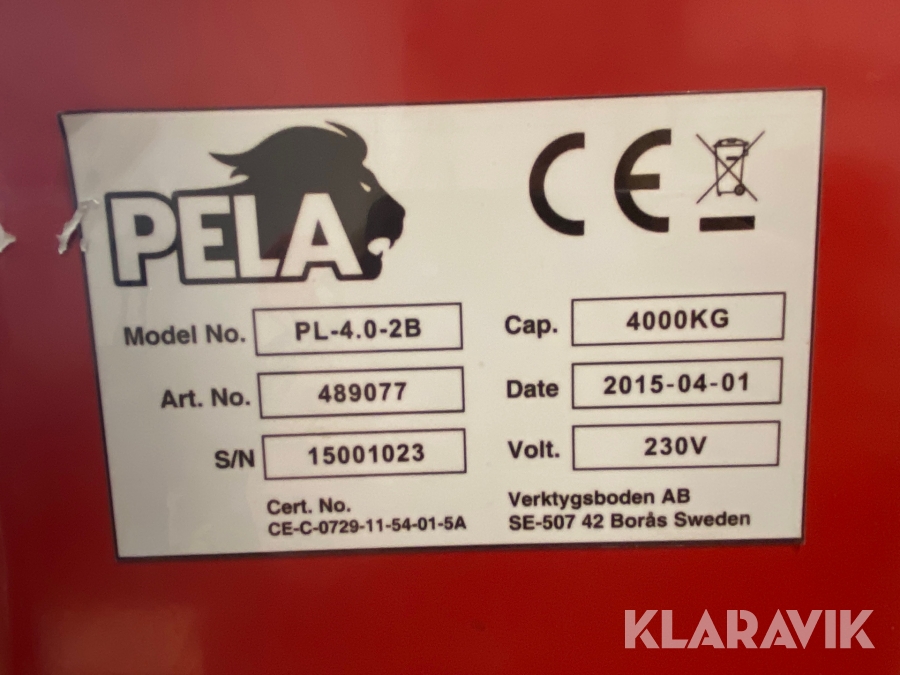 PELA
CE
Model No. PL-4.0-2B
Cap. 4000KG
Art. No. 489077
Date 2015-04-01
S/N 15001023
Volt. 230V
Cert. No.
CE-C-0729-11-54-01-5A
Verktygsboden AB
SE-507 42 Borås Sweden
KLARAVIK